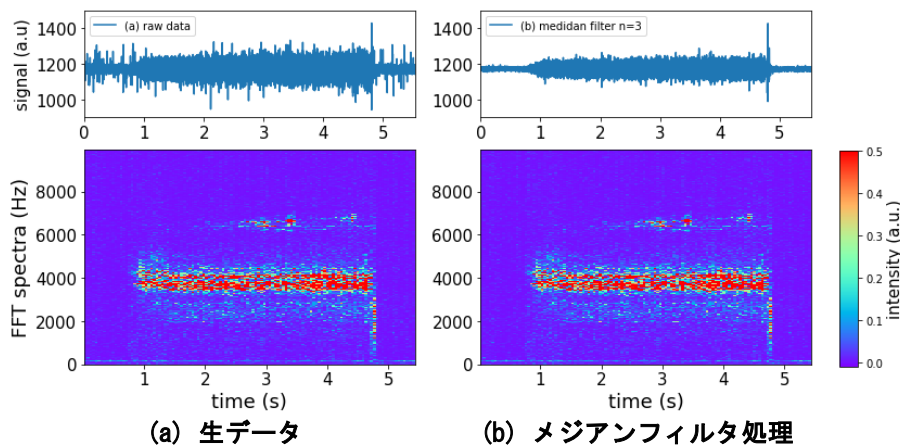 signal (a.u)
1400
1200
1000
(a) raw data
0 1 2 3 4 5
1400
1200
1000
(b) medidan filter n=3
0 1 2 3 4 5
FFT spectra (Hz)
8000
6000
4000
2000
0
1 2 3 4 5
time (s)
8000
6000
4000
2000
0
1 2 3 4 5
time (s)
0.5
0.4
0.3
0.2
0.1
0.0
intensity (a.u.)
(a) 生データ
(b) メジアンフィルタ処理